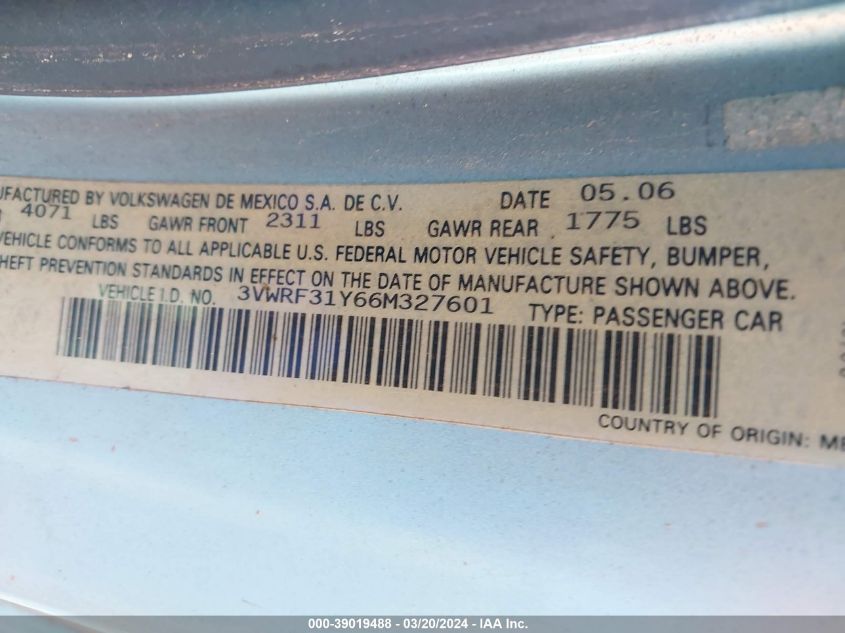 UFACTURED BY VOLKSWAGEN DE MEXICO S.A. DE C.V. DATE 05.06
4071 LBS GAWR FRONT 2311 LBS GAWR REAR 1775 LBS
VEHICLE CONFORMS TO ALL APPLICABLE U.S. FEDERAL MOTOR VEHICLE SAFETY, BUMPER,
HEFT PREVENTION STANDARDS IN EFFECT ON THE DATE OF MANUFACTURE SHOWN ABOVE.
VEHICLE I.D. NO. 3VWRF31Y66M327601 TYPE: PASSENGER CAR
COUNTRY OF ORIGIN: ME
000-39019488 - 03/20/2024 - IAA Inc.